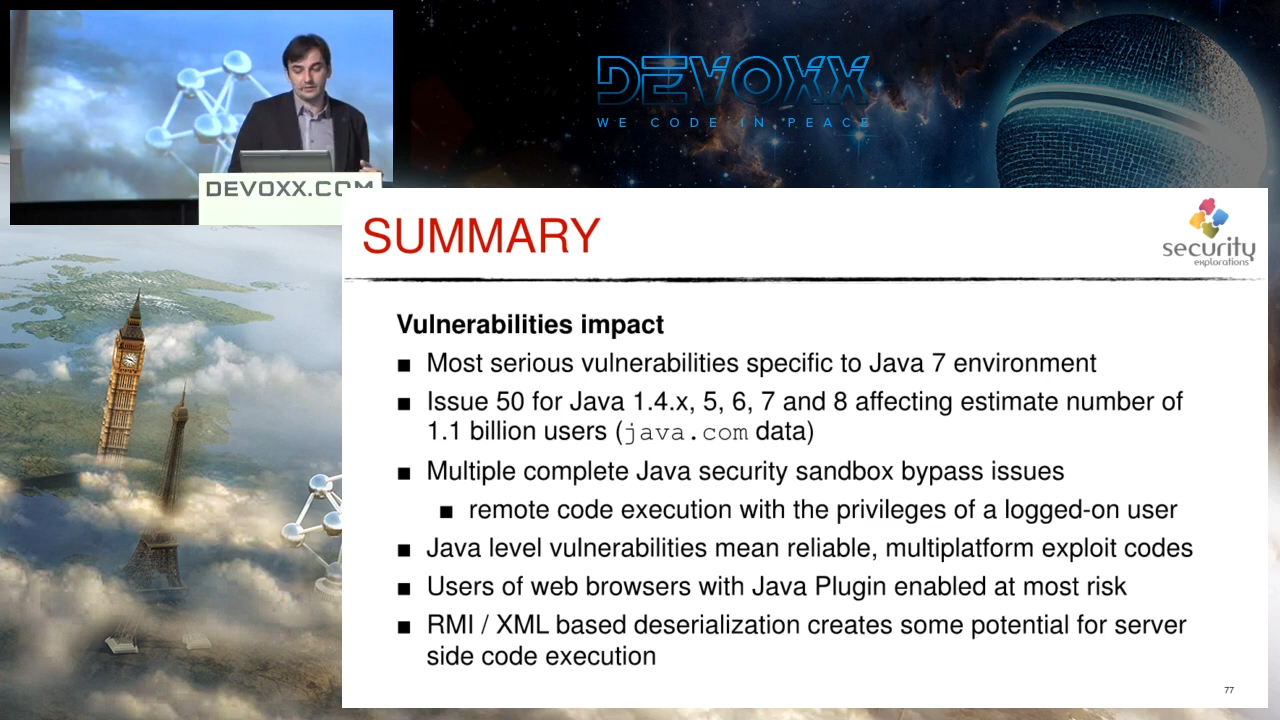 DEVOXX
WE CODE IN PEACE
DEVOXX.COM
SUMMARY
security
explorations
Vulnerabilities impact
■ Most serious vulnerabilities specific to Java 7 environment
■ Issue 50 for Java 1.4.x, 5, 6, 7 and 8 affecting estimate number of
1.1 billion users (java.com data)
■ Multiple complete Java security sandbox bypass issues
■ remote code execution with the privileges of a logged-on user
■ Java level vulnerabilities mean reliable, multiplatform exploit codes
■ Users of web browsers with Java Plugin enabled at most risk
■ RMI / XML based deserialization creates some potential for server
side code execution
77